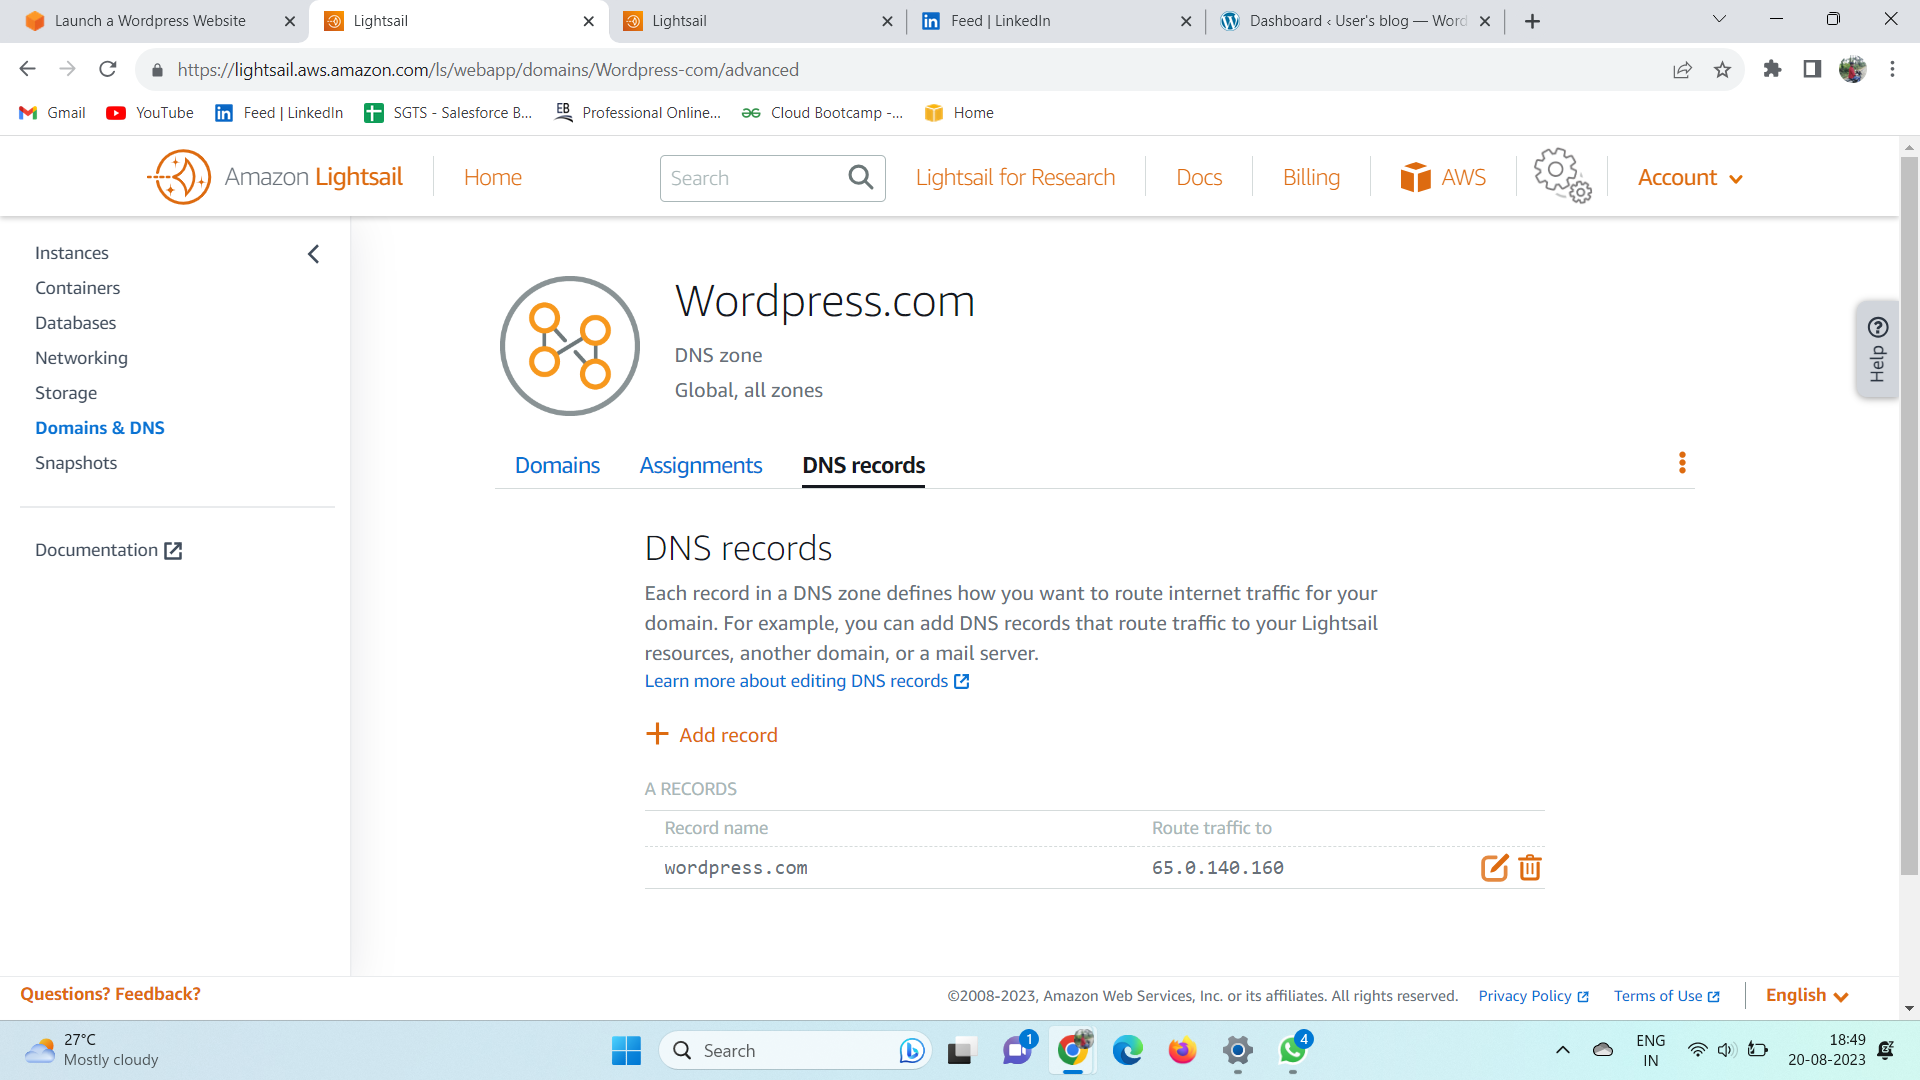 Launch a Wordpress Website
Lightsail
Lightsail
Feed | LinkedIn
Dashboard ‹ User's blog — Word
https://lightsail.aws.amazon.com/ls/webapp/domains/Wordpress-com/advanced
Gmail
YouTube
Feed | LinkedIn
SGTS - Salesforce B...
EB
Professional Online...
Cloud Bootcamp -...
Home
Amazon Lightsail
Home
Search
Lightsail for Research
Docs
Billing
AWS
Account
Instances
Containers
Databases
Networking
Storage
Domains & DNS
Snapshots
Documentation
Wordpress.com
DNS zone
Global, all zones
Help
Domains
Assignments
DNS records
DNS records
Each record in a DNS zone defines how you want to route internet traffic for your
domain. For example, you can add DNS records that route traffic to your Lightsail
resources, another domain, or a mail server.
Learn more about editing DNS records
Add record
A RECORDS
Record name
Route traffic to
wordpress.com
65.0.140.160
Questions? Feedback?
©2008-2023, Amazon Web Services, Inc. or its affiliates. All rights reserved.
Privacy Policy
Terms of Use
English
27°C
Mostly cloudy
Search
1
4
ENG
IN
18:49
20-08-2023